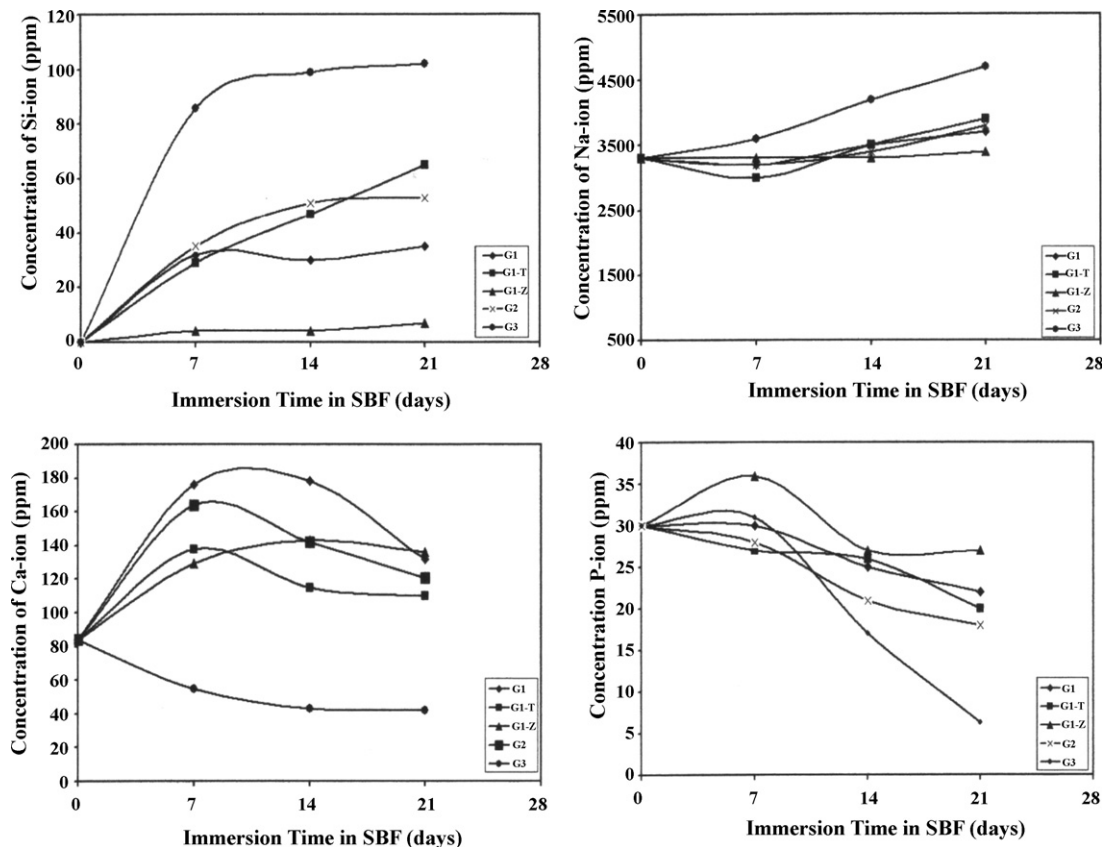 Concentration of Si-ion (ppm)
120
100
80
60
40
20
0
0 7 14 21 28
Immersion Time in SBF (days)
G1
G1-T
G1-Z
G2
G3
Concentration of Na-ion (ppm)
5500
4500
3500
2500
1500
500
0 7 14 21 28
Immersion Time in SBF (days)
G1
G1-T
G1-Z
G2
G3
Concentration of Ca-ion (ppm)
200
180
160
140
120
100
80
60
40
20
0
0 7 14 21 28
Immersion Time in SBF (days)
G1
G1-T
G1-Z
G2
G3
Concentration P-ion (ppm)
40
35
30
25
20
15
10
5
0
0 7 14 21 28
Immersion Time in SBF (days)
G1
G1-T
G1-Z
G2
G3